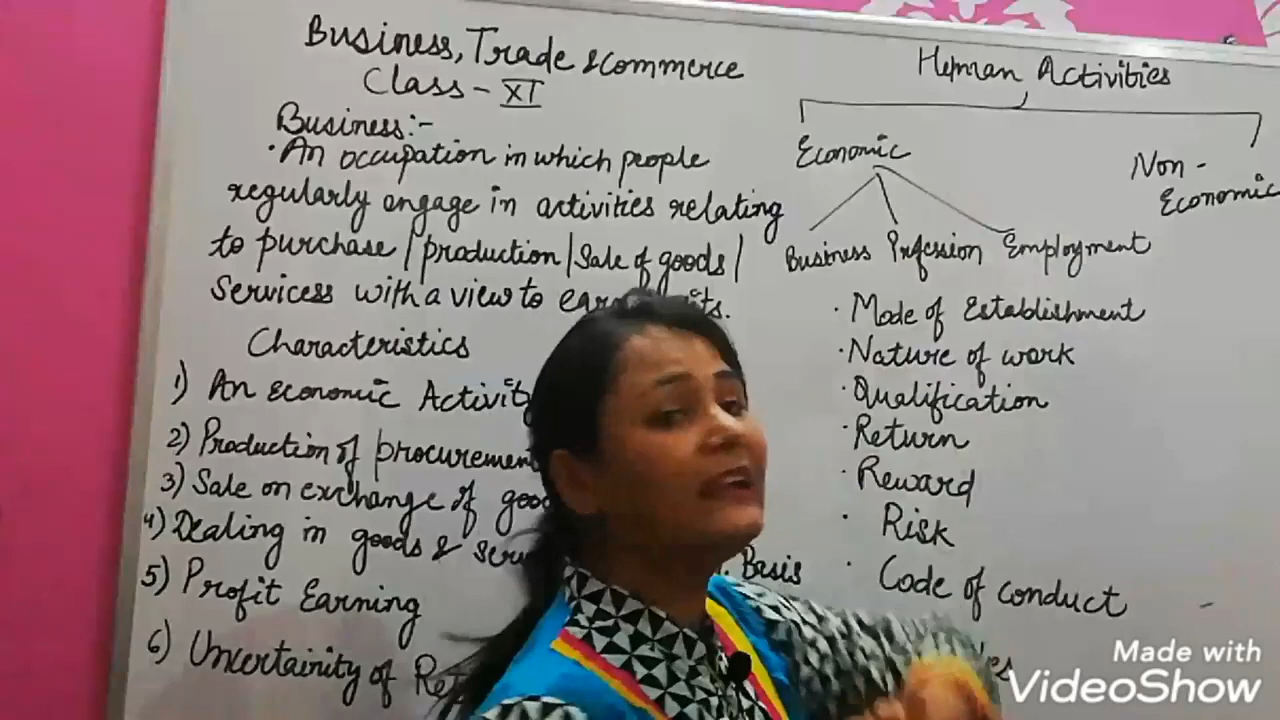 Business, Trade & commerce
Class - XI
Business:-
· An occupation in which people
regularly engage in activities relating
to purchase / production / Sale of goods /
Servicess with a view to
Characteristics
1) An Economic Activity
2) Production of / procurement
3) Sale on exchange of
4) Dealing in goods &
Basis
5) Profit Earning
6) Uncertainity of
Human Activities
Economic
Non-
Economic
Business Profession Employment
· Mode of Establishment
· Nature of work
· Qualification
· Return
· Reward
· Risk
· Code of conduct
Made with
VideoShow